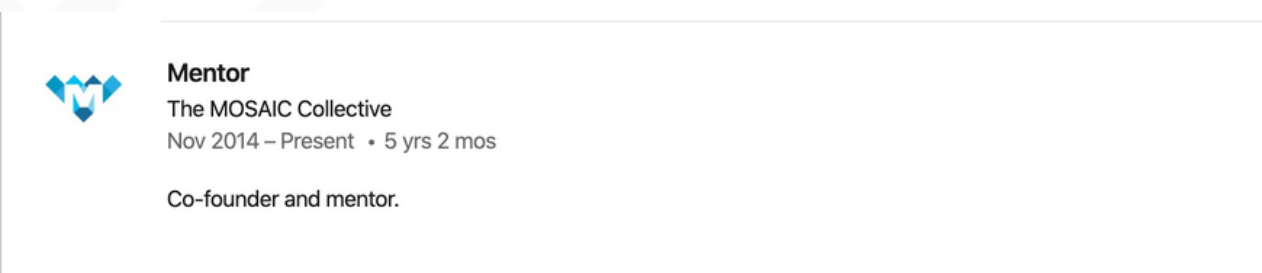 M
Mentor
The MOSAIC Collective
Nov 2014 – Present • 5 yrs 2 mos
Co-founder and mentor.